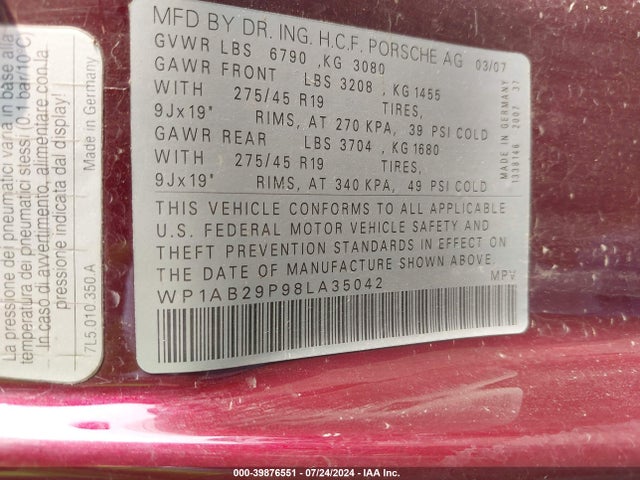 La pressione dei pneumatici varia in base alla
temperatura dei pneumatici stessi. (0.1 bar/10°C)
In caso di avvertimento, alimentare con la
pressione indicata dal display!
Made in Germany
7L5 010 350 A
MFD BY DR. ING. H.C.F. PORSCHE AG 03/07
GVWR LBS 6790 ,KG 3080
GAWR FRONT LBS 3208 , KG 1455
WITH 275/45 R19 TIRES,
9Jx19" RIMS, AT 270 KPA, 39 PSI COLD
GAWR REAR LBS 3704 , KG 1680
WITH 275/45 R19 TIRES,
9Jx19" RIMS, AT 340 KPA, 49 PSI COLD
THIS VEHICLE CONFORMS TO ALL APPLICABLE
U.S. FEDERAL MOTOR VEHICLE SAFETY AND
THEFT PREVENTION STANDARDS IN EFFECT ON
THE DATE OF MANUFACTURE SHOWN ABOVE.
WP1AB29P98LA35042 MPV
MADE IN GERMANY
1338146 2007 37
000-39876551 - 07/24/2024 - IAA Inc.